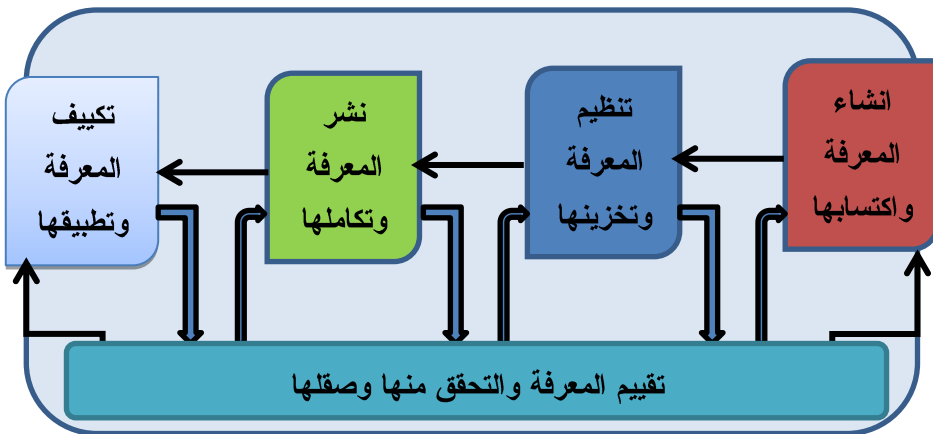 انشاء
المعرفة
واكتسابها
تنظيم
المعرفة
وتخزينها
نشر
المعرفة
وتكاملها
تكييف
المعرفة
وتطبيقها
تقييم المعرفة والتحقق منها وصقلها